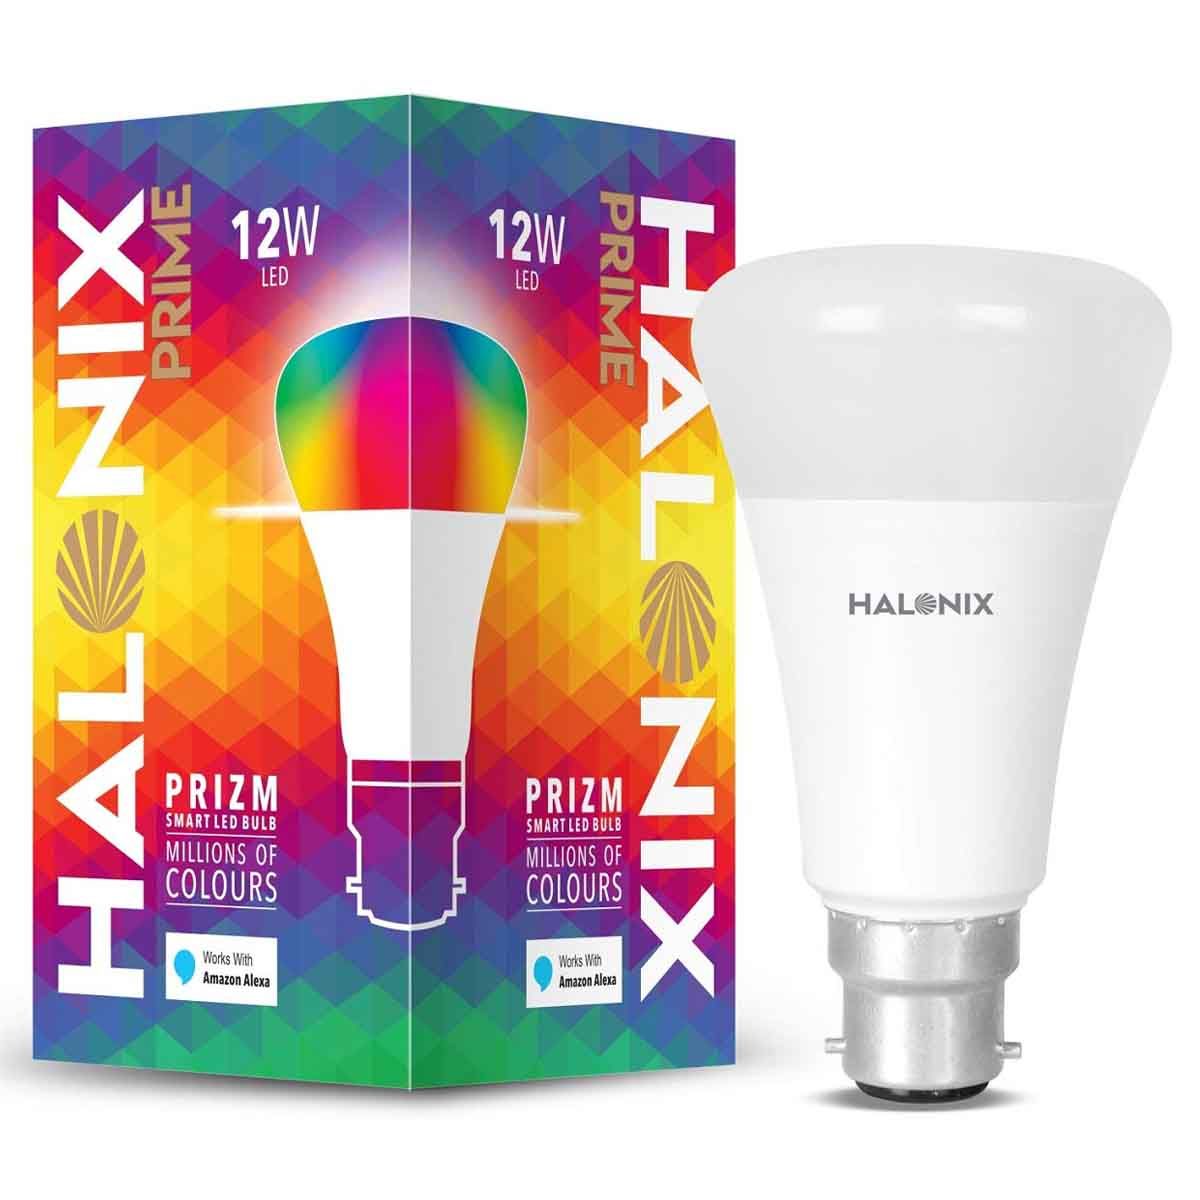 HALONIX
PRIME
12W
LED
PRIZM
SMART LED BULB
MILLIONS OF
COLOURS
Works With
Amazon Alexa
12W
LED
PRIME
HALONIX
PRIZM
SMART LED BULB
MILLIONS OF
COLOURS
Works With
Amazon Alexa
HALONIX